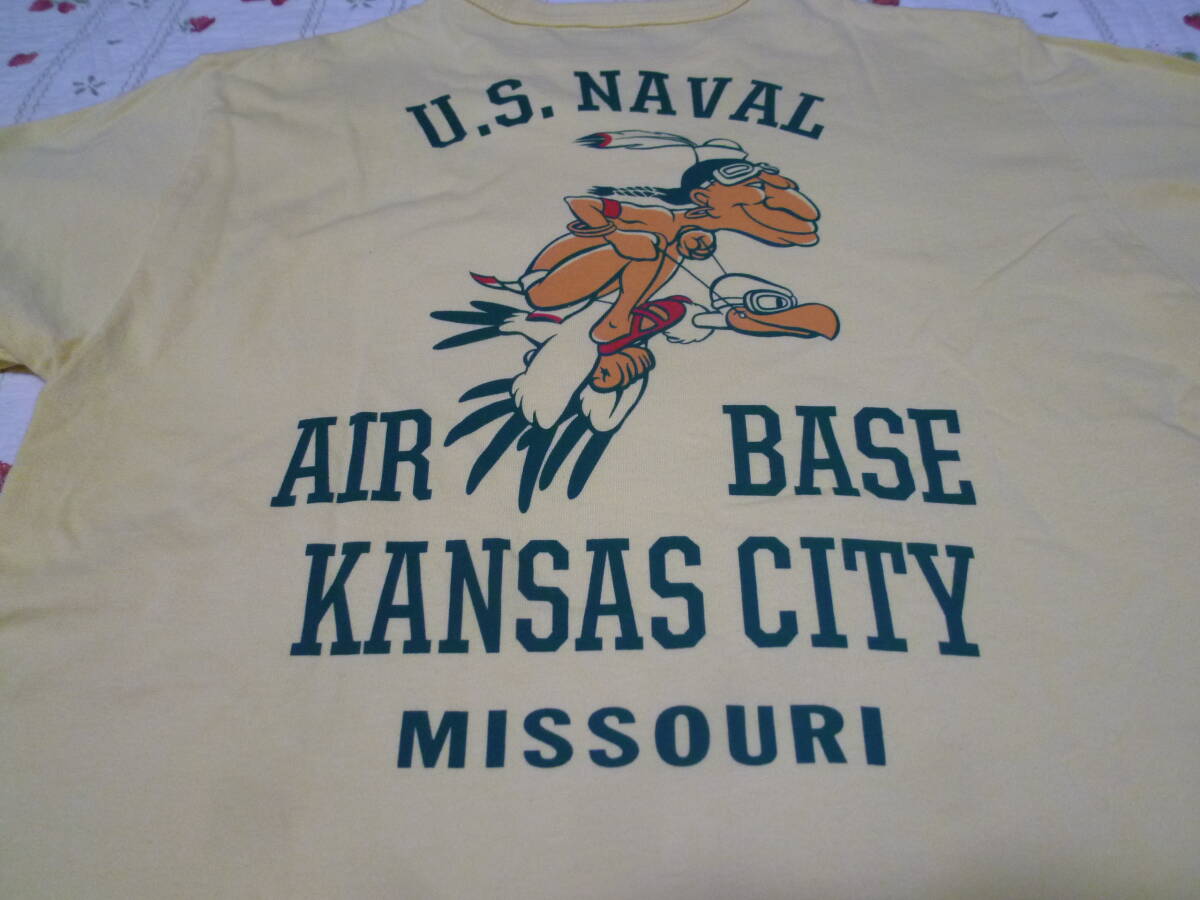 U.S. NAVAL
AIR BASE
KANSAS CITY
MISSOURI